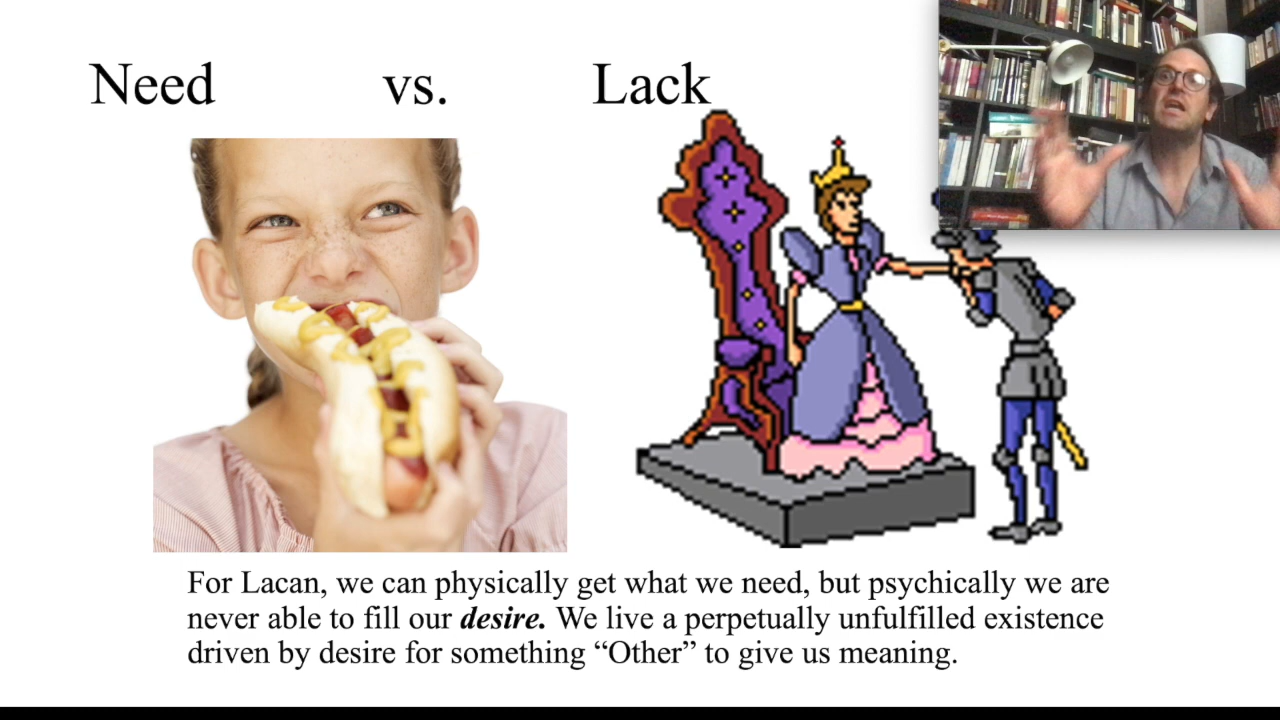 Need vs. Lack
For Lacan, we can physically get what we need, but psychically we are
never able to fill our desire. We live a perpetually unfulfilled existence
driven by desire for something “Other” to give us meaning.